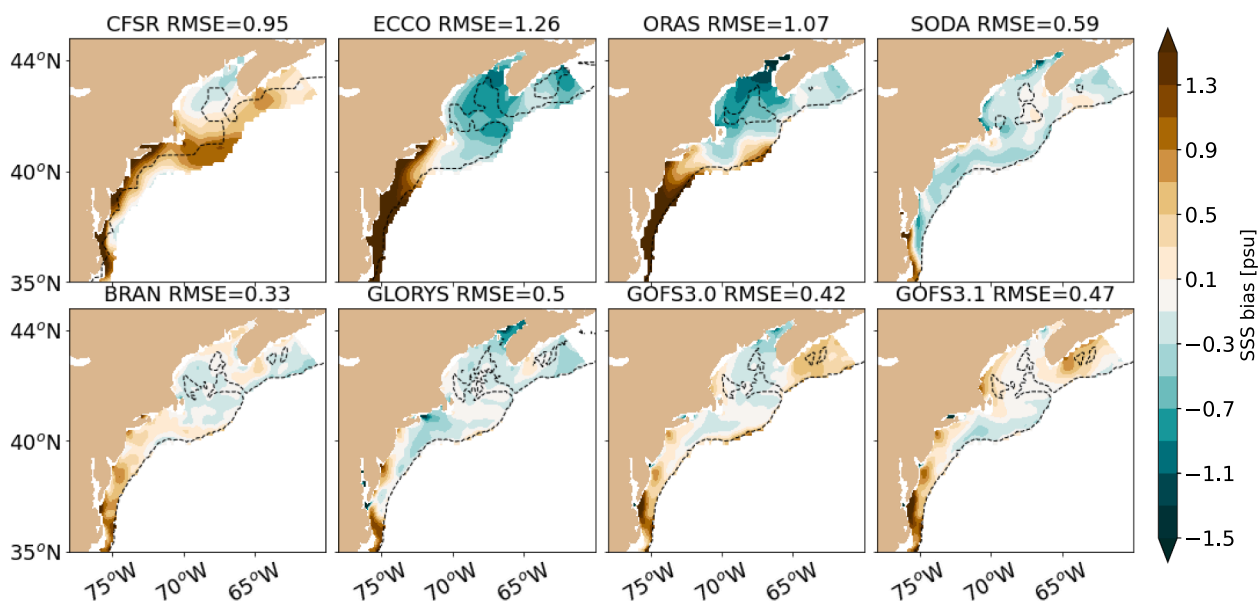 CFSR RMSE=0.95 ECCO RMSE=1.26 ORAS RMSE=1.07 SODA RMSE=0.59
44°N
40°N
35°N
BRAN RMSE=0.33 GLORYS RMSE=0.5 GOFS3.0 RMSE=0.42 GOFS3.1 RMSE=0.47
44°N
40°N
35°N
75°W 70°W 65°W 75°W 70°W 65°W 75°W 70°W 65°W 75°W 70°W 65°W
1.3
0.9
0.5
0.1
−0.3
−0.7
−1.1
−1.5
SSS bias [psu]